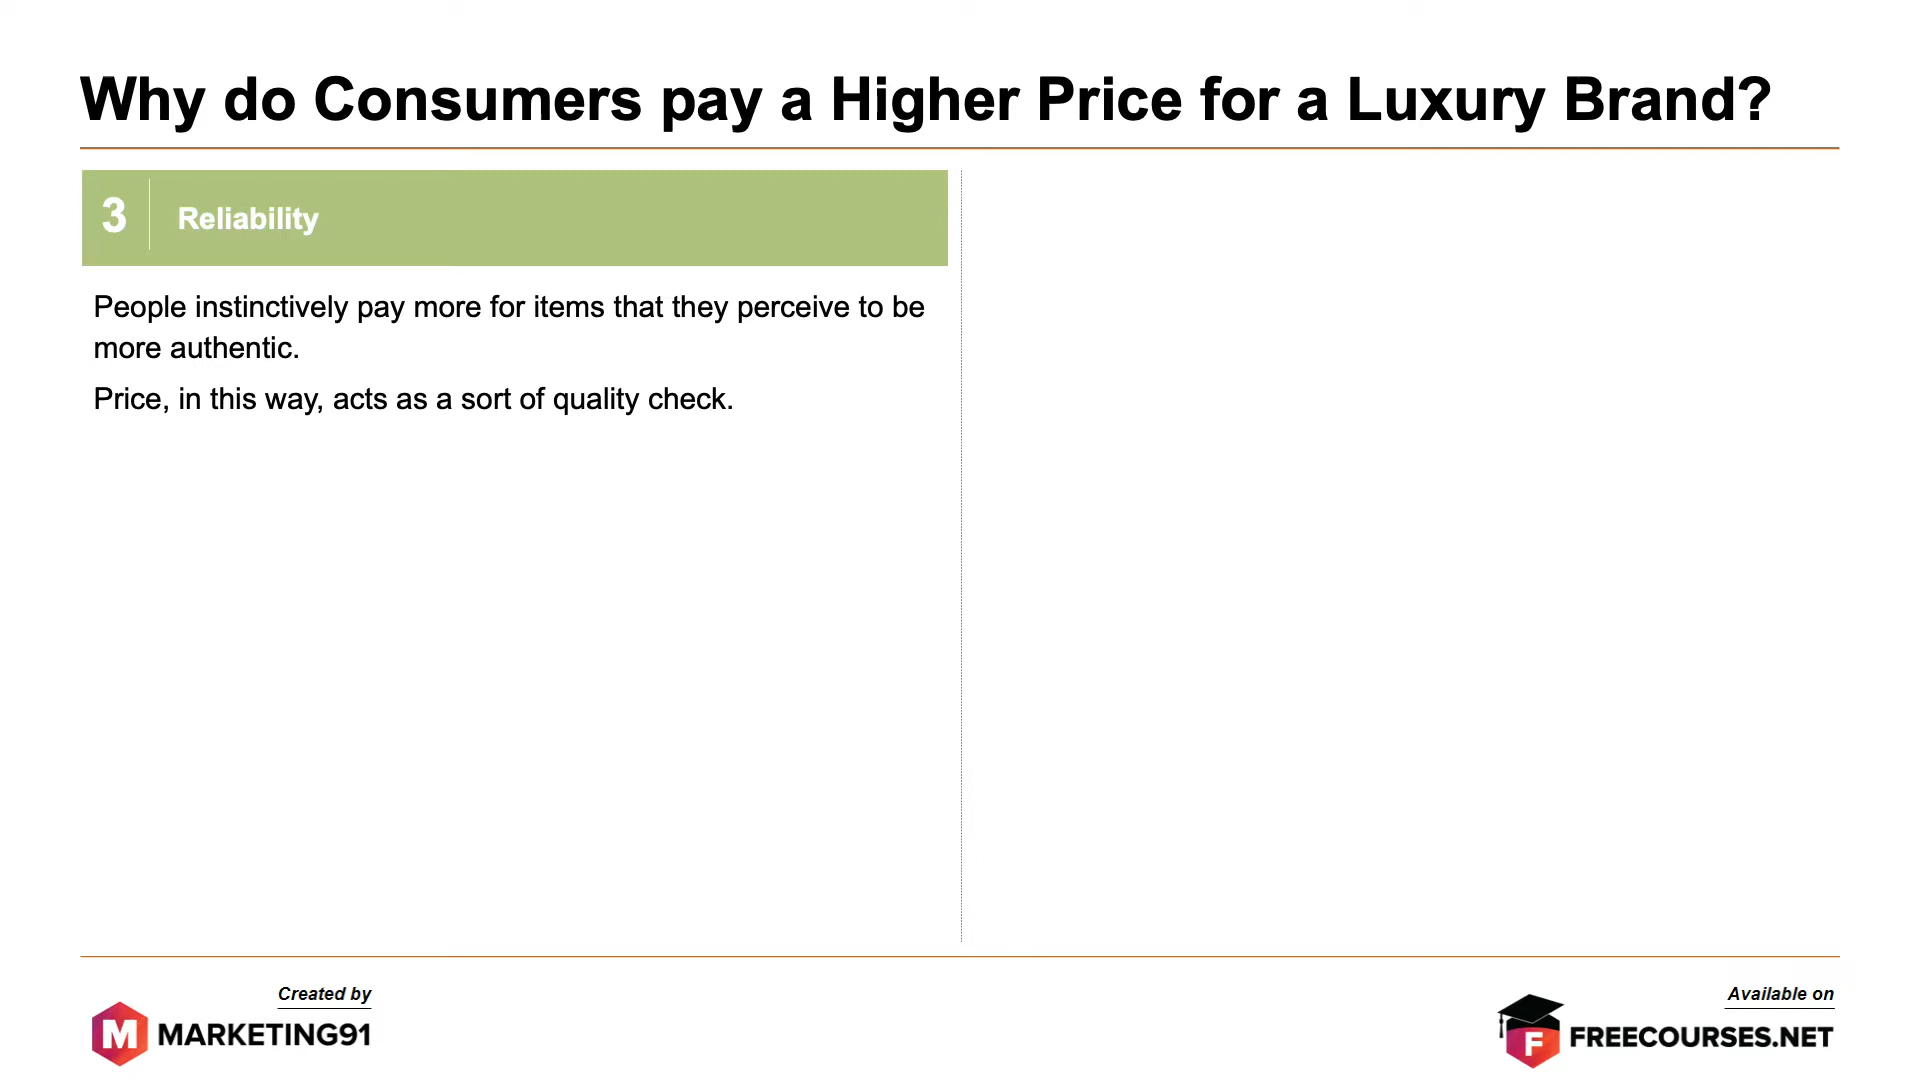 Why do Consumers pay a Higher Price for a Luxury Brand?
3 Reliability
People instinctively pay more for items that they perceive to be
more authentic.
Price, in this way, acts as a sort of quality check.
Created by
M MARKETING91
Available on
F FREECOURSES.NET